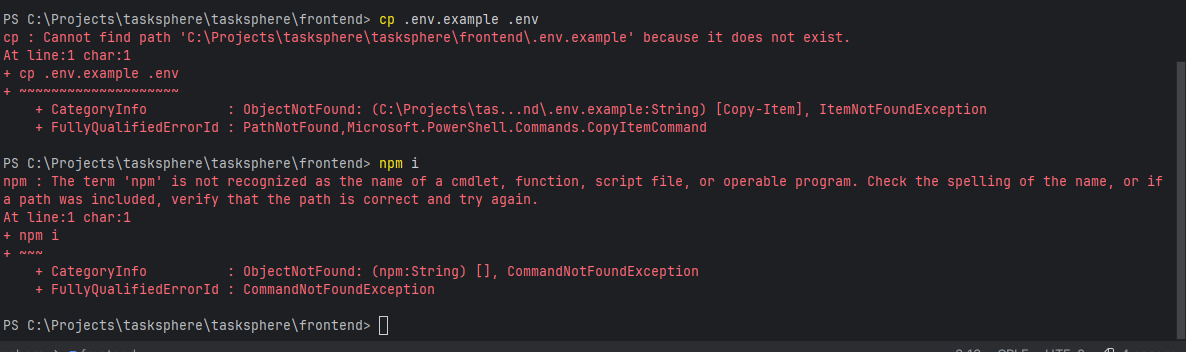 PS C:\Projects\tasksphere\tasksphere\frontend> cp .env.example .env
cp : Cannot find path 'C:\Projects\tasksphere\tasksphere\frontend\.env.example' because it does not exist.
At line:1 char:1
+ cp .env.example .env
+ ~~~~~~~~~~~~~~~~~~~~
    + CategoryInfo          : ObjectNotFound: (C:\Projects\tas...nd\.env.example:String) [Copy-Item], ItemNotFoundException
    + FullyQualifiedErrorId : PathNotFound,Microsoft.PowerShell.Commands.CopyItemCommand
PS C:\Projects\tasksphere\tasksphere\frontend> npm i
npm : The term 'npm' is not recognized as the name of a cmdlet, function, script file, or operable program. Check the spelling of the name, or if
a path was included, verify that the path is correct and try again.
At line:1 char:1
+ npm i
+ ~~~
    + CategoryInfo          : ObjectNotFound: (npm:String) [], CommandNotFoundException
    + FullyQualifiedErrorId : CommandNotFoundException
PS C:\Projects\tasksphere\tasksphere\frontend>